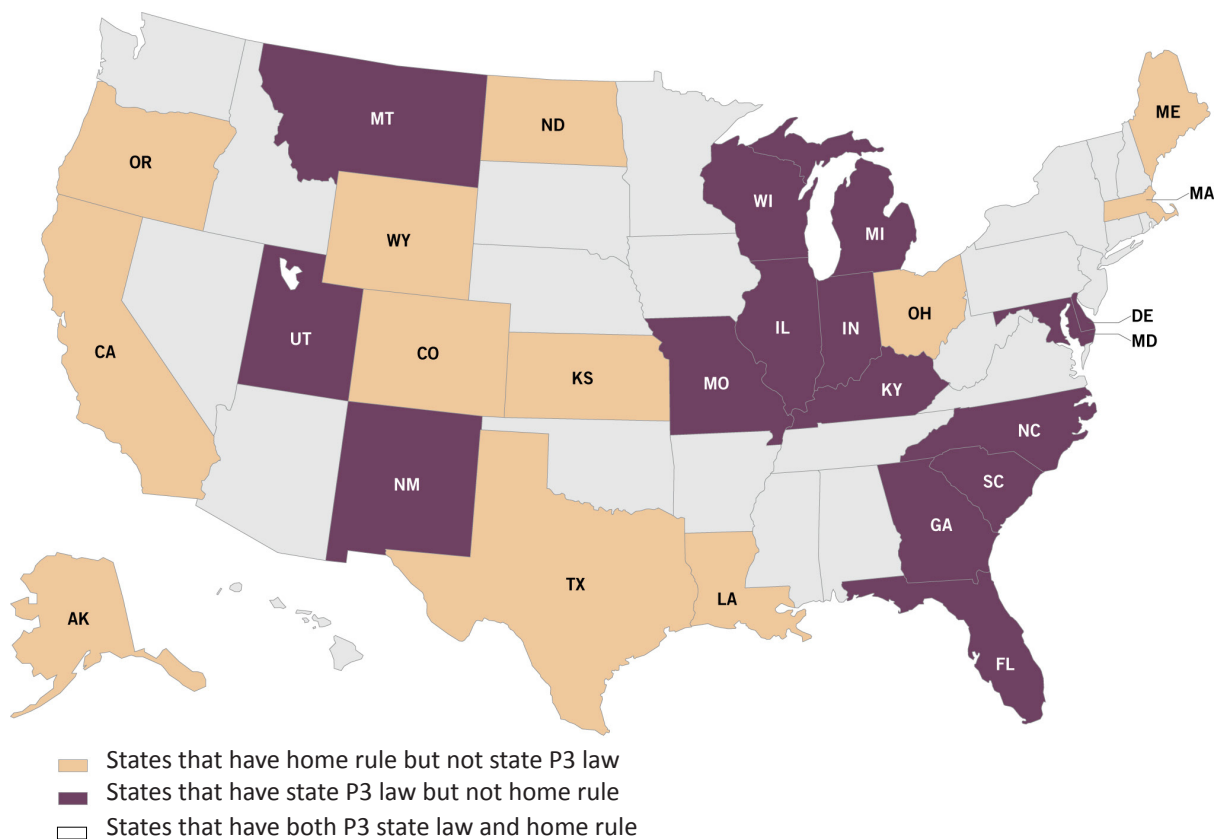 ME
MT
ND
OR
MA
WI
WY
MI
OH
DE
IL
IN
UT
MD
CA
CO
KS
MO
KY
NC
NM
SC
GA
TX
LA
AK
FL
States that have home rule but not state P3 law
States that have state P3 law but not home rule
States that have both P3 state law and home rule